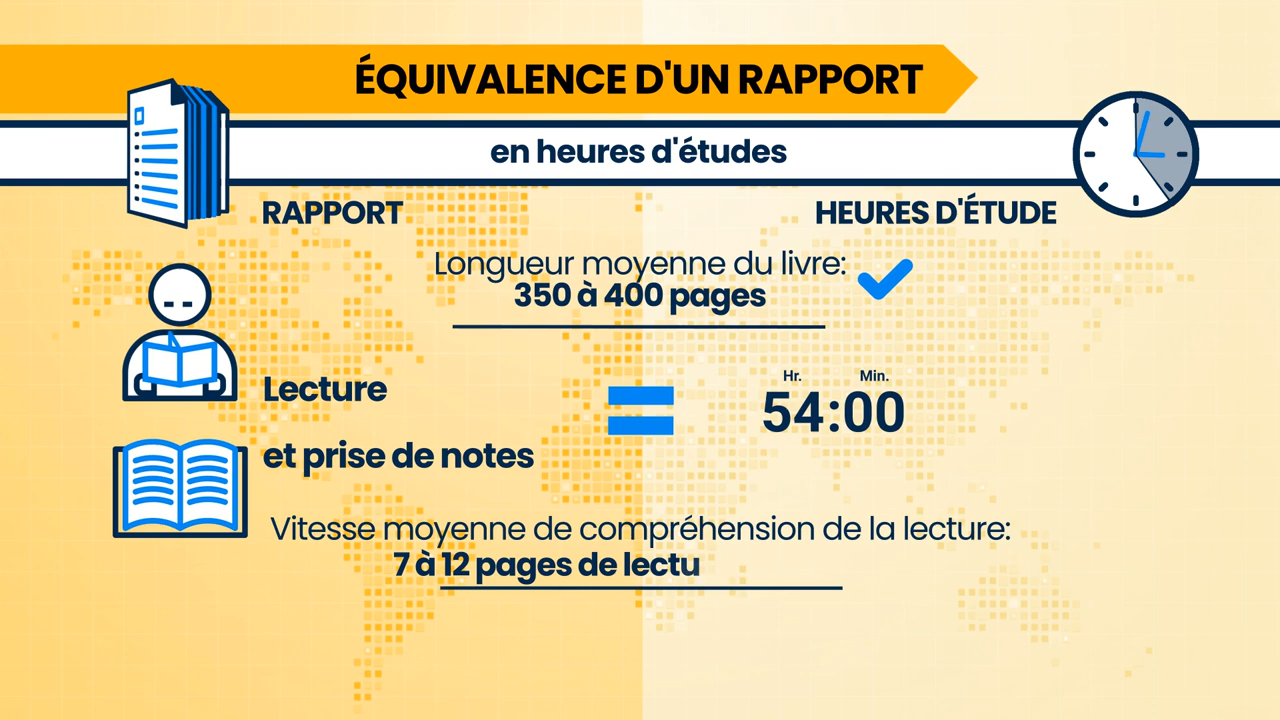 ÉQUIVALENCE D'UN RAPPORT
en heures d'études
RAPPORT
HEURES D'ÉTUDE
Longueur moyenne du livre:
350 à 400 pages
Lecture
et prise de notes
Hr. Min.
54:00
Vitesse moyenne de compréhension de la lecture:
7 à 12 pages de lectu